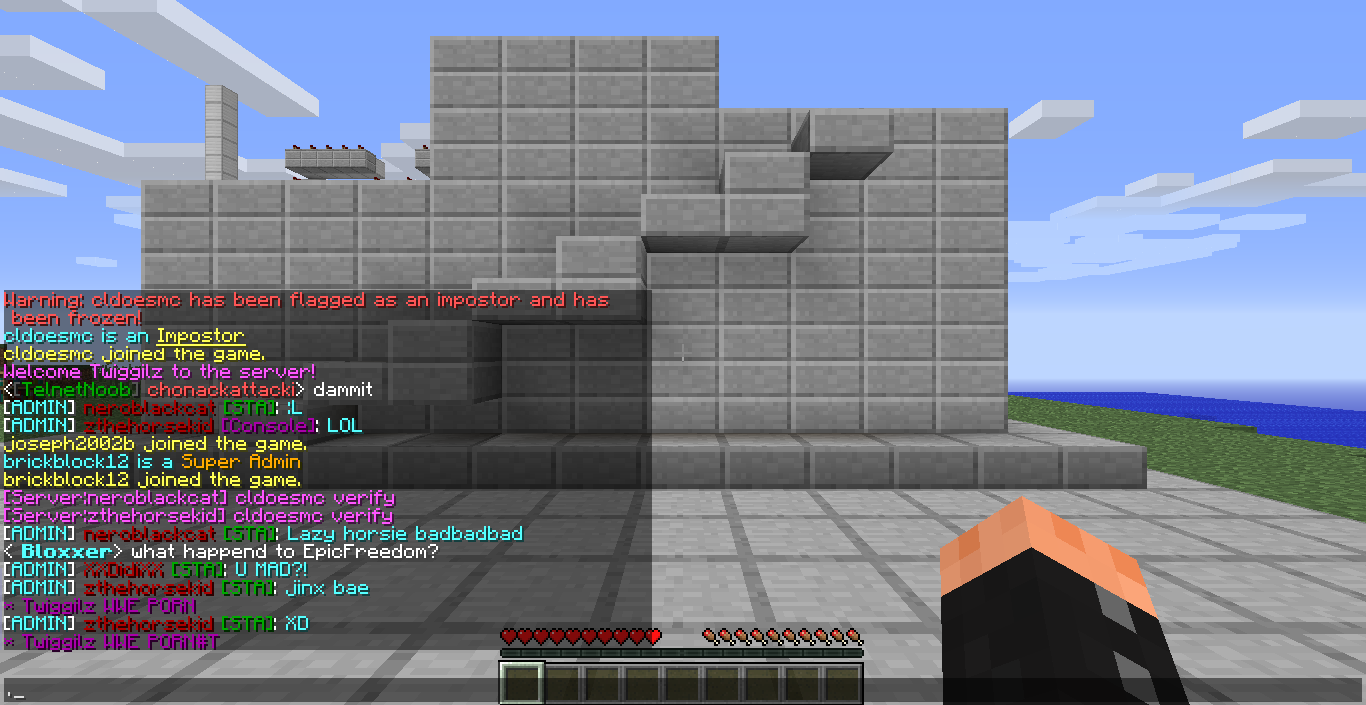 Warning: cldoesmc has been flagged as an impostor and has
been frozen!
cldoesmc is an Impostor
cldoesmc joined the game.
Welcome Twiggilz to the server!
<[TelnetNoob] chonackattacki> dammit
[ADMIN] neroblackcat [STA]: :L
[ADMIN] zthehorsekid [Console]: LOL
joseph2002b joined the game.
brickblock12 is a Super Admin
brickblock12 joined the game.
[Server:neroblackcat] cldoesmc verify
[Server:zthehorsekid] cldoesmc verify
[ADMIN] neroblackcat [STA]: Lazy horsie badbadbad
< Bloxxer> what happend to EpicFreedom?
[ADMIN] XXDidiXX [STA]: U MAD?!
[ADMIN] zthehorsekid [STA]: jinx bae
* Twiggilz WWE PORN
[ADMIN] zthehorsekid [STA]: XD
* Twiggilz WWE PORN#T
'_